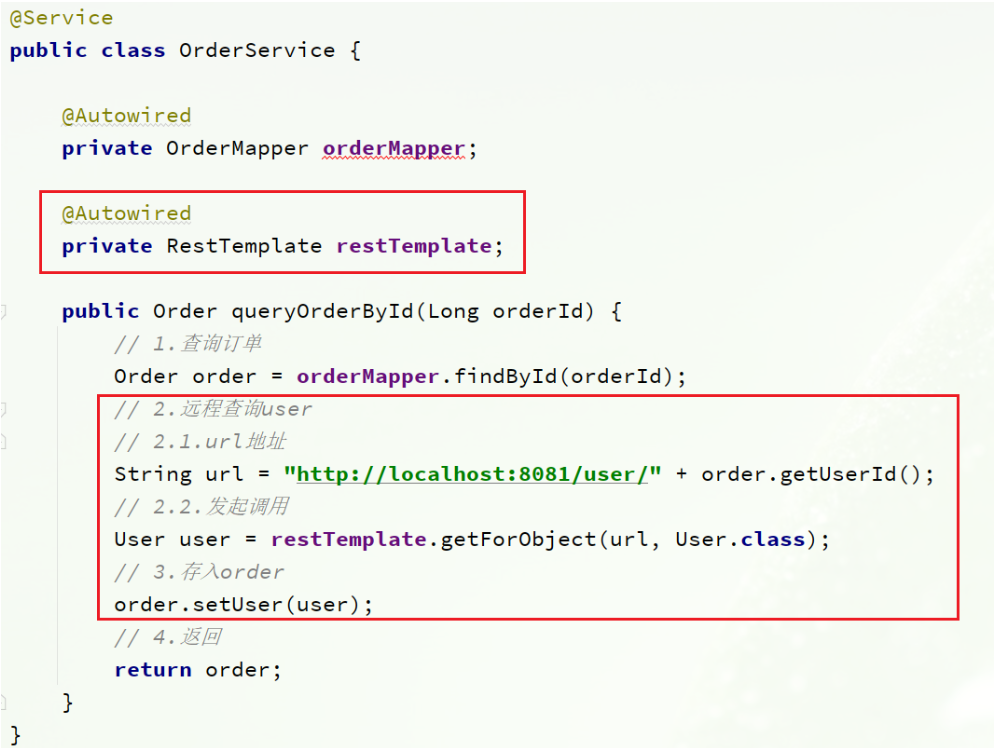 @Service
public class OrderService {
@Autowired
private OrderMapper orderMapper;
@Autowired
private RestTemplate restTemplate;
public Order queryOrderById(Long orderId) {
// 1.查询订单
Order order = orderMapper.findById(orderId);
// 2.远程查询user
// 2.1.url地址
String url = "http://localhost:8081/user/" + order.getUserId();
// 2.2.发起调用
User user = restTemplate.getForObject(url, User.class);
// 3.存入order
order.setUser(user);
// 4.返回
return order;
}
}